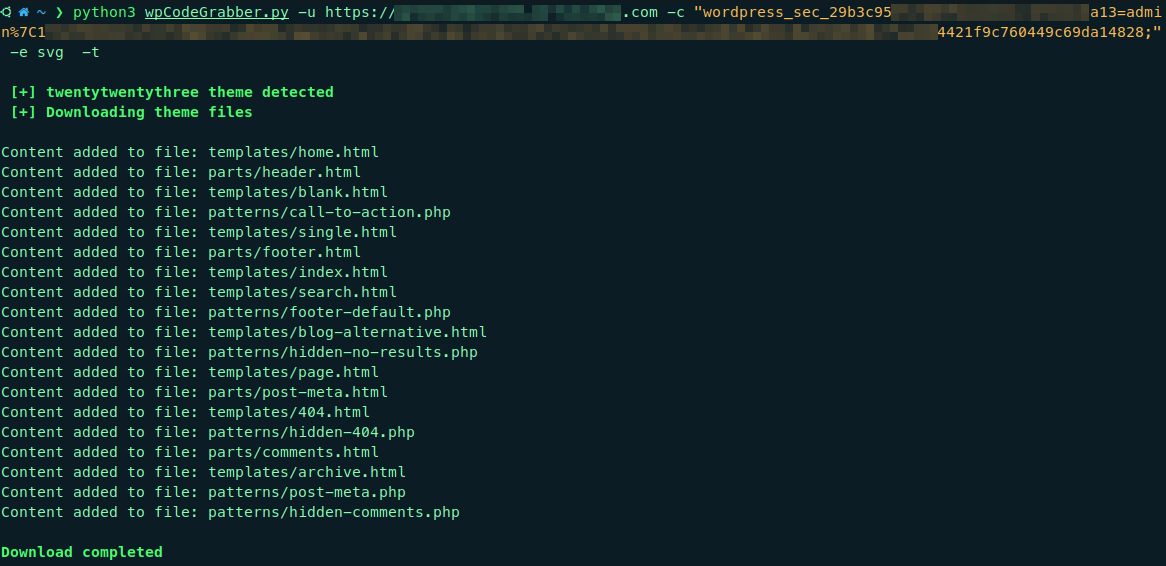 ~ ❯ python3 wpCodeGrabber.py -u https:// .com -c "wordpress_sec_29b3c95 a13=admi
n%7C1 4421f9c760449c69da14828;"
-e svg -t
[+] twentytwentythree theme detected
[+] Downloading theme files
Content added to file: templates/home.html
Content added to file: parts/header.html
Content added to file: templates/blank.html
Content added to file: patterns/call-to-action.php
Content added to file: templates/single.html
Content added to file: parts/footer.html
Content added to file: templates/index.html
Content added to file: templates/search.html
Content added to file: patterns/footer-default.php
Content added to file: templates/blog-alternative.html
Content added to file: patterns/hidden-no-results.php
Content added to file: templates/page.html
Content added to file: parts/post-meta.html
Content added to file: templates/404.html
Content added to file: patterns/hidden-404.php
Content added to file: parts/comments.html
Content added to file: templates/archive.html
Content added to file: patterns/post-meta.php
Content added to file: patterns/hidden-comments.php
Download completed